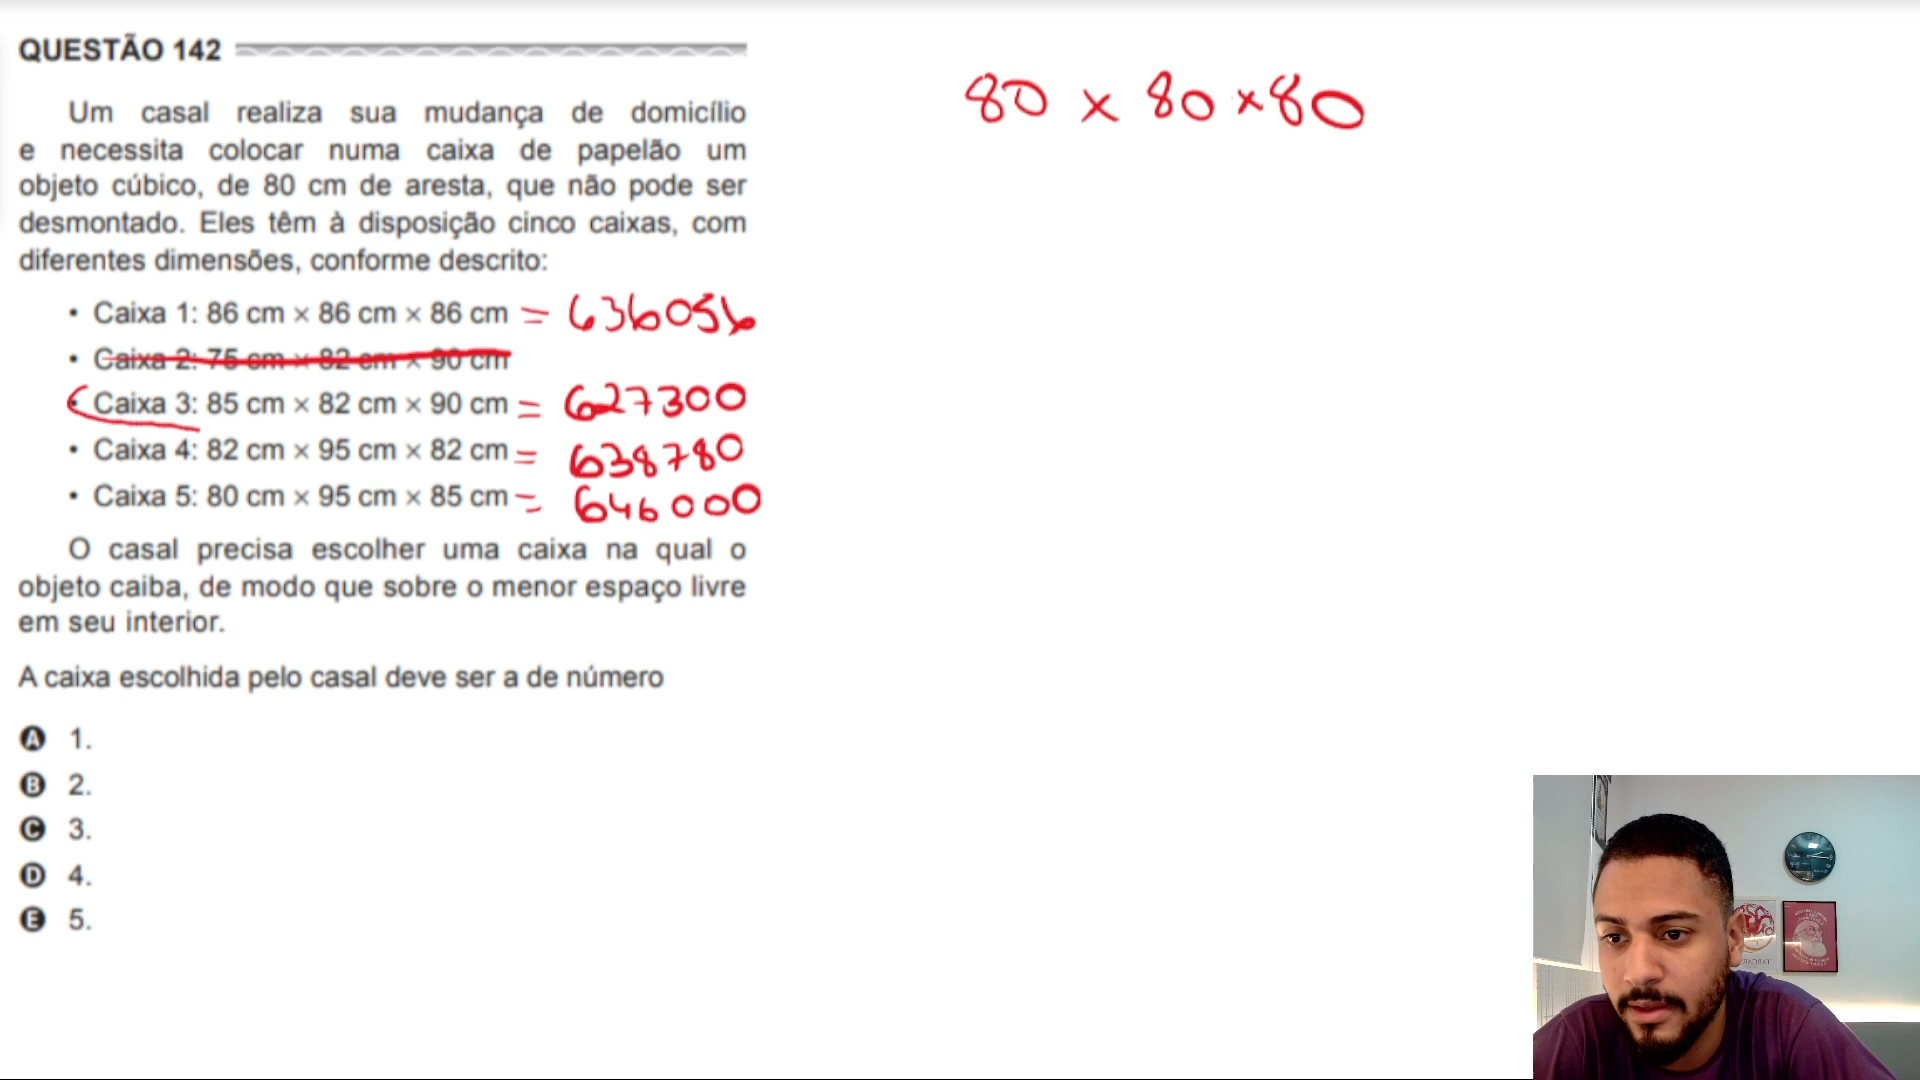 QUESTÃO 142
80 x 80 x 80
Um casal realiza sua mudança de domicílio
e necessita colocar numa caixa de papelão um
objeto cúbico, de 80 cm de aresta, que não pode ser
desmontado. Eles têm à disposição cinco caixas, com
diferentes dimensões, conforme descrito:
• Caixa 1: 86 cm × 86 cm × 86 cm = 636056
• Caixa 2: 75 cm × 82 cm × 90 cm
• Caixa 3: 85 cm × 82 cm × 90 cm = 627300
• Caixa 4: 82 cm × 95 cm × 82 cm = 638780
• Caixa 5: 80 cm × 95 cm × 85 cm = 646000
O casal precisa escolher uma caixa na qual o
objeto caiba, de modo que sobre o menor espaço livre
em seu interior.
A caixa escolhida pelo casal deve ser a de número
A 1.
B 2.
C 3.
D 4.
E 5.